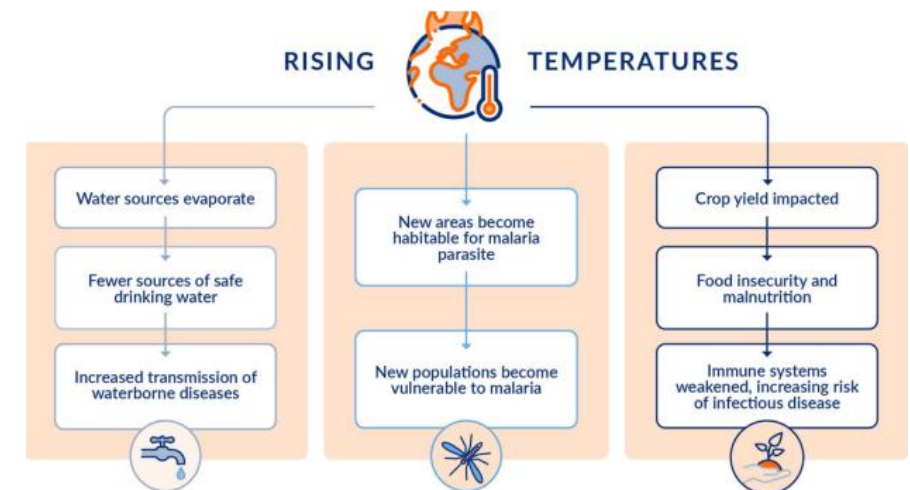 RISING TEMPERATURES
Water sources evaporate
Fewer sources of safe
drinking water
Increased transmission of
waterborne diseases
New areas become
habitable for malaria
parasite
New populations become
vulnerable to malaria
Crop yield impacted
Food insecurity and
malnutrition
Immune systems
weakened, increasing risk
of infectious disease